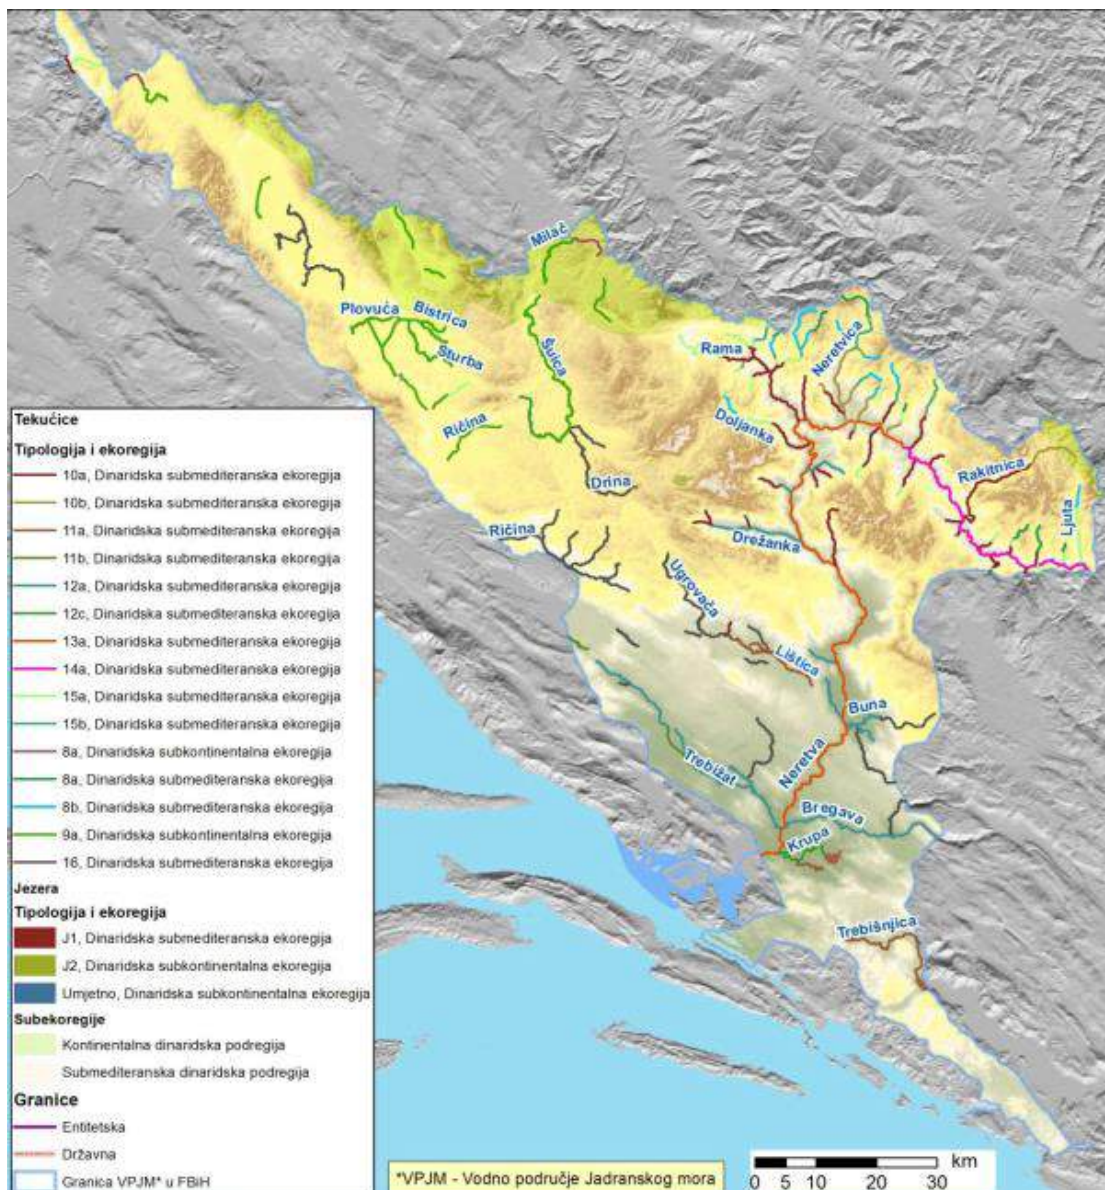 Milač
Plovuća
Bistrica
Šturba
Šuica
Ričina
Drina
Ričina
Rama
Neretvica
Doljanka
Rakitnica
Ljuta
Drežanka
Ugrovača
Lištica
Buna
Neretva
Trebižat
Bregava
Krupa
Trebišnjica
Tekućice
Tipologija i ekoregija
10a, Dinaridska submediteranska ekoregija
10b, Dinaridska submediteranska ekoregija
11a, Dinaridska submediteranska ekoregija
11b, Dinaridska submediteranska ekoregija
12a, Dinaridska submediteranska ekoregija
12c, Dinaridska submediteranska ekoregija
13a, Dinaridska submediteranska ekoregija
14a, Dinaridska submediteranska ekoregija
15a, Dinaridska submediteranska ekoregija
15b, Dinaridska submediteranska ekoregija
8a, Dinaridska subkontinentalna ekoregija
8a, Dinaridska submediteranska ekoregija
8b, Dinaridska submediteranska ekoregija
9a, Dinaridska subkontinentalna ekoregija
16, Dinaridska submediteranska ekoregija
Jezera
Tipologija i ekoregija
J1, Dinaridska submediteranska ekoregija
J2, Dinaridska subkontinentalna ekoregija
Umjetno, Dinaridska subkontinentalna ekoregija
Subekoregije
Kontinentalna dinaridska podregija
Submediteranska dinaridska podregija
Granice
Entitetska
Državna
Granica VPJM* u FBiH
*VPJM - Vodno područje Jadranskog mora
km
0 5 10 20 30